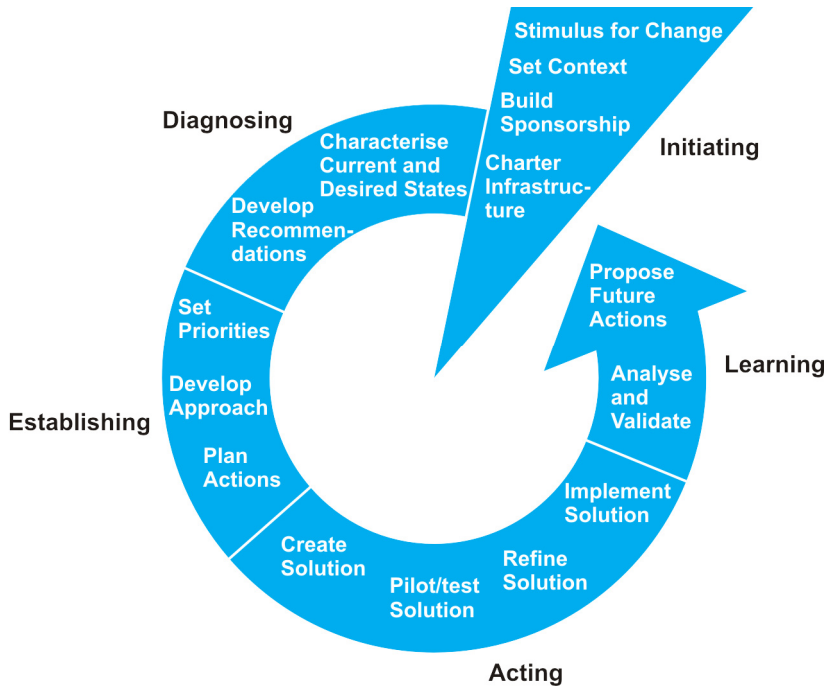 Stimulus for Change
Set Context
Build
Sponsorship
Charter
Infrastruc-
ture
Initiating
Diagnosing
Characterise
Current and
Desired States
Develop
Recommen-
dations
Set
Priorities
Develop
Approach
Plan
Actions
Establishing
Create
Solution
Pilot/test
Solution
Refine
Solution
Implement
Solution
Acting
Analyse
and
Validate
Propose
Future
Actions
Learning